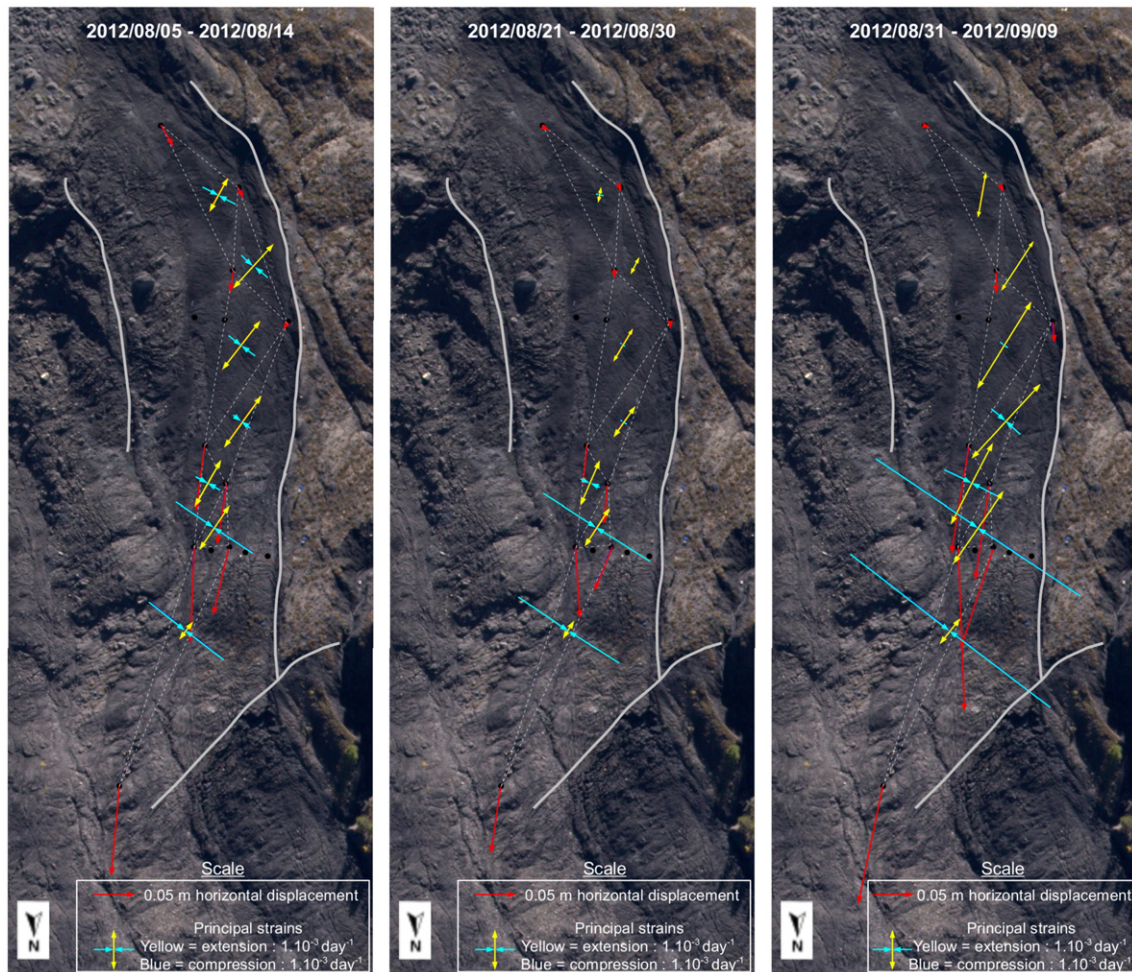 2012/08/05 - 2012/08/14
Scale
0.05 m horizontal displacement
Principal strains
Yellow = extension : 1.10⁻³ day⁻¹
Blue = compression : 1.10⁻³ day⁻¹
N
2012/08/21 - 2012/08/30
Scale
0.05 m horizontal displacement
Principal strains
Yellow = extension : 1.10⁻³ day⁻¹
Blue = compression : 1.10⁻³ day⁻¹
N
2012/08/31 - 2012/09/09
Scale
0.05 m horizontal displacement
Principal strains
Yellow = extension : 1.10⁻³ day⁻¹
Blue = compression : 1.10⁻³ day⁻¹
N